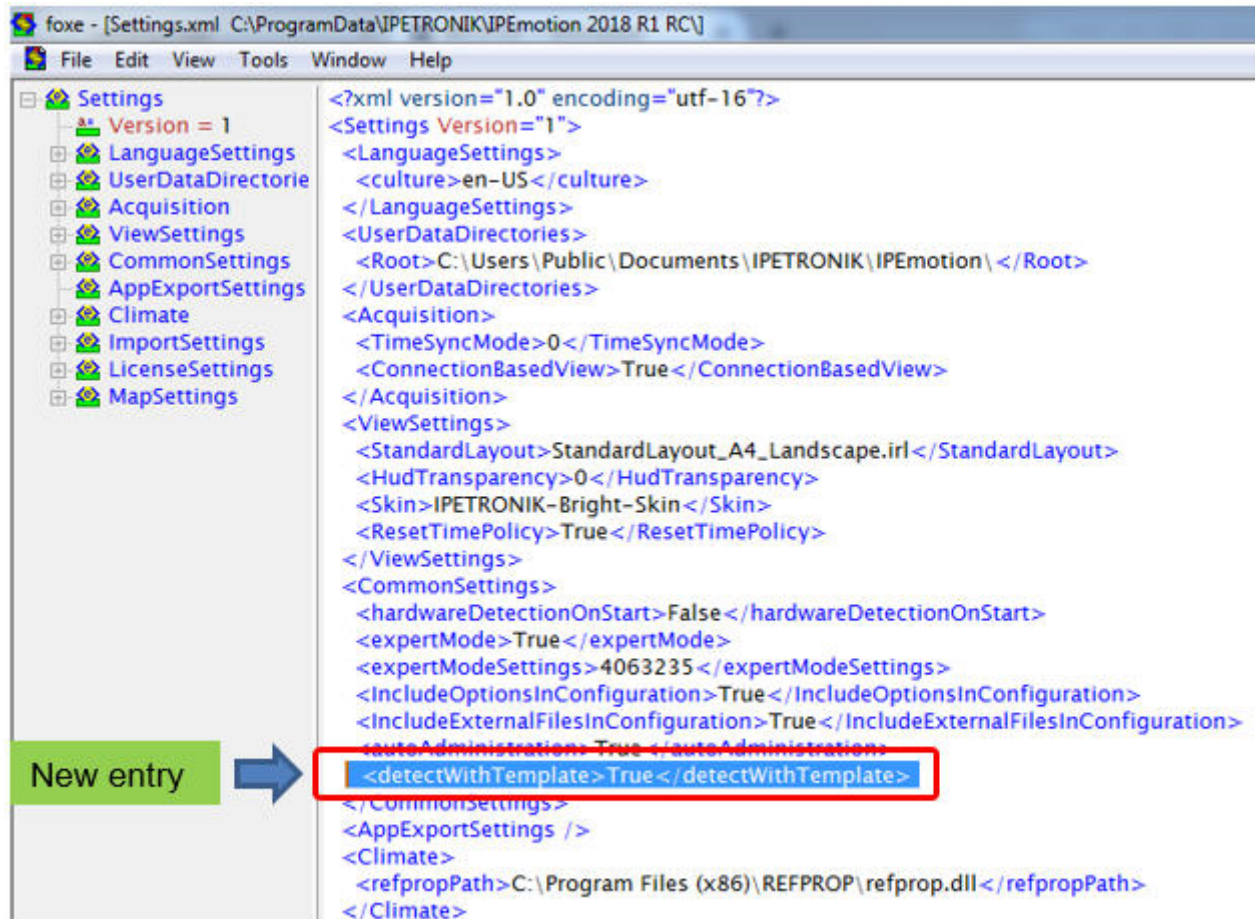 foxe - [Settings.xml C:\ProgramData\IPETRONIK\IPEmotion 2018 R1 RC\]
File Edit View Tools Window Help
Settings
Version = 1
LanguageSettings
UserDataDirectorie
Acquisition
ViewSettings
CommonSettings
AppExportSettings
Climate
ImportSettings
LicenseSettings
MapSettings
<?xml version="1.0" encoding="utf-16"?>
<Settings Version="1">
<LanguageSettings>
<culture>en-US</culture>
</LanguageSettings>
<UserDataDirectories>
<Root>C:\Users\Public\Documents\IPETRONIK\IPEmotion\</Root>
</UserDataDirectories>
<Acquisition>
<TimeSyncMode>0</TimeSyncMode>
<ConnectionBasedView>True</ConnectionBasedView>
</Acquisition>
<ViewSettings>
<StandardLayout>StandardLayout_A4_Landscape.irl</StandardLayout>
<HudTransparency>0</HudTransparency>
<Skin>IPETRONIK-Bright-Skin</Skin>
<ResetTimePolicy>True</ResetTimePolicy>
</ViewSettings>
<CommonSettings>
<hardwareDetectionOnStart>False</hardwareDetectionOnStart>
<expertMode>True</expertMode>
<expertModeSettings>4063235</expertModeSettings>
<IncludeOptionsInConfiguration>True</IncludeOptionsInConfiguration>
<IncludeExternalFilesInConfiguration>True</IncludeExternalFilesInConfiguration>
<autoAdministration>True</autoAdministration>
New entry
<detectWithTemplate>True</detectWithTemplate>
</CommonSettings>
<AppExportSettings />
<Climate>
<refpropPath>C:\Program Files (x86)\REFPROP\refprop.dll</refpropPath>
</Climate>